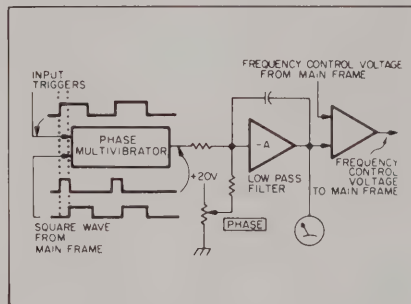 FREQUENCY CONTROL VOLTAGE
FROM MAIN FRAME
INPUT
TRIGGERS
PHASE
MULTIVIBRATOR
+20V
-A
LOW PASS
FILTER
FREQUENCY
CONTROL
VOLTAGE
TO MAIN FRAME
PHASE
SQUARE WAVE
FROM
MAIN FRAME